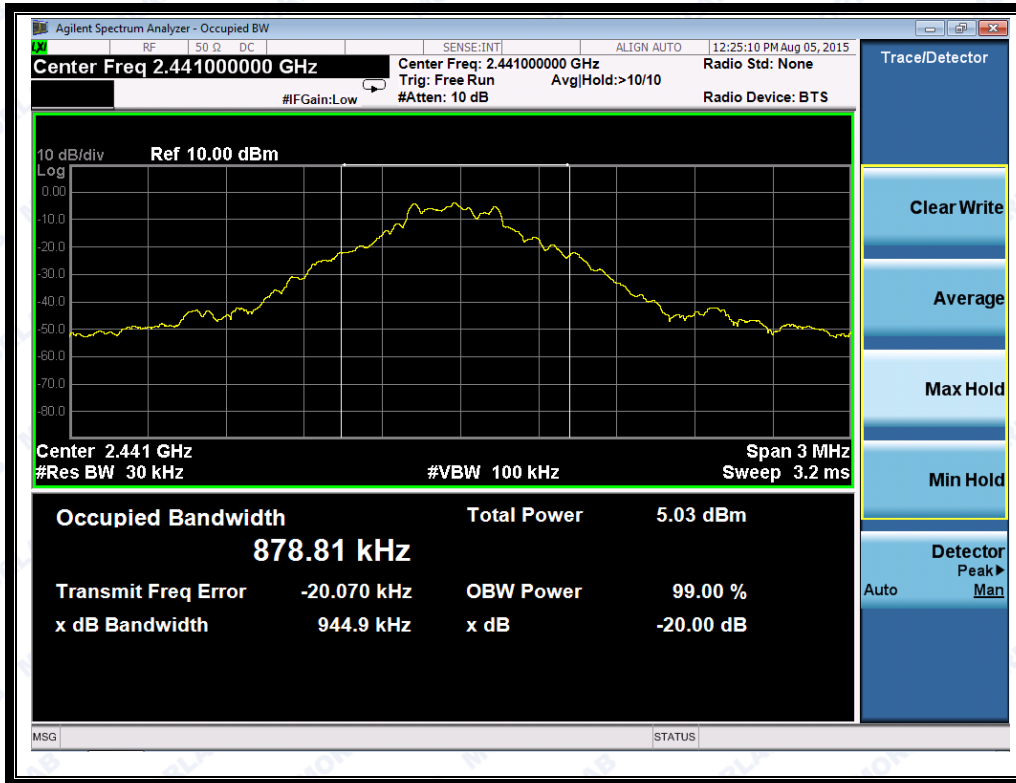 Agilent Spectrum Analyzer - Occupied BW
LXI RF 50 Ω DC SENSE:INT ALIGN AUTO 12:25:10 PM Aug 05, 2015
Center Freq 2.441000000 GHz
Center Freq: 2.441000000 GHz Radio Std: None
Trig: Free Run Avg|Hold:>10/10
#IFGain:Low #Atten: 10 dB Radio Device: BTS
10 dB/div Ref 10.00 dBm
Log
0.00
-10.0
-20.0
-30.0
-40.0
-50.0
-60.0
-70.0
-80.0
Center 2.441 GHz Span 3 MHz
#Res BW 30 kHz #VBW 100 kHz Sweep 3.2 ms
Occupied Bandwidth Total Power 5.03 dBm
878.81 kHz
Transmit Freq Error -20.070 kHz OBW Power 99.00 %
x dB Bandwidth 944.9 kHz x dB -20.00 dB
Trace/Detector
Clear Write
Average
Max Hold
Min Hold
Detector
Peak▶
Auto Man
MSG STATUS